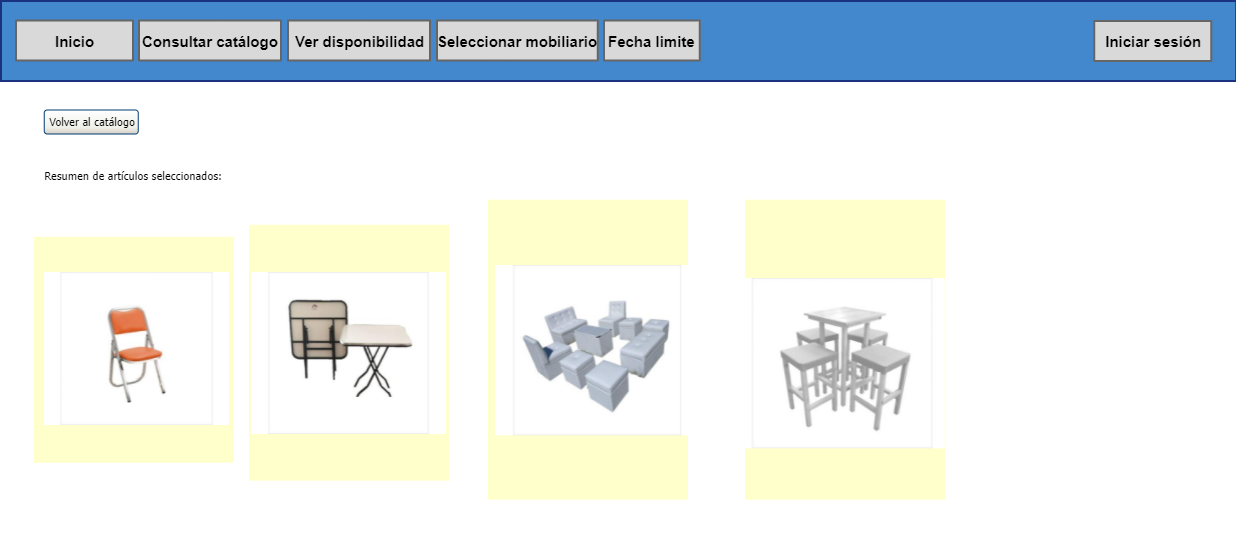 Inicio
Consultar catálogo
Ver disponibilidad
Seleccionar mobiliario
Fecha limite
Iniciar sesión
Volver al catálogo
Resumen de artículos seleccionados: